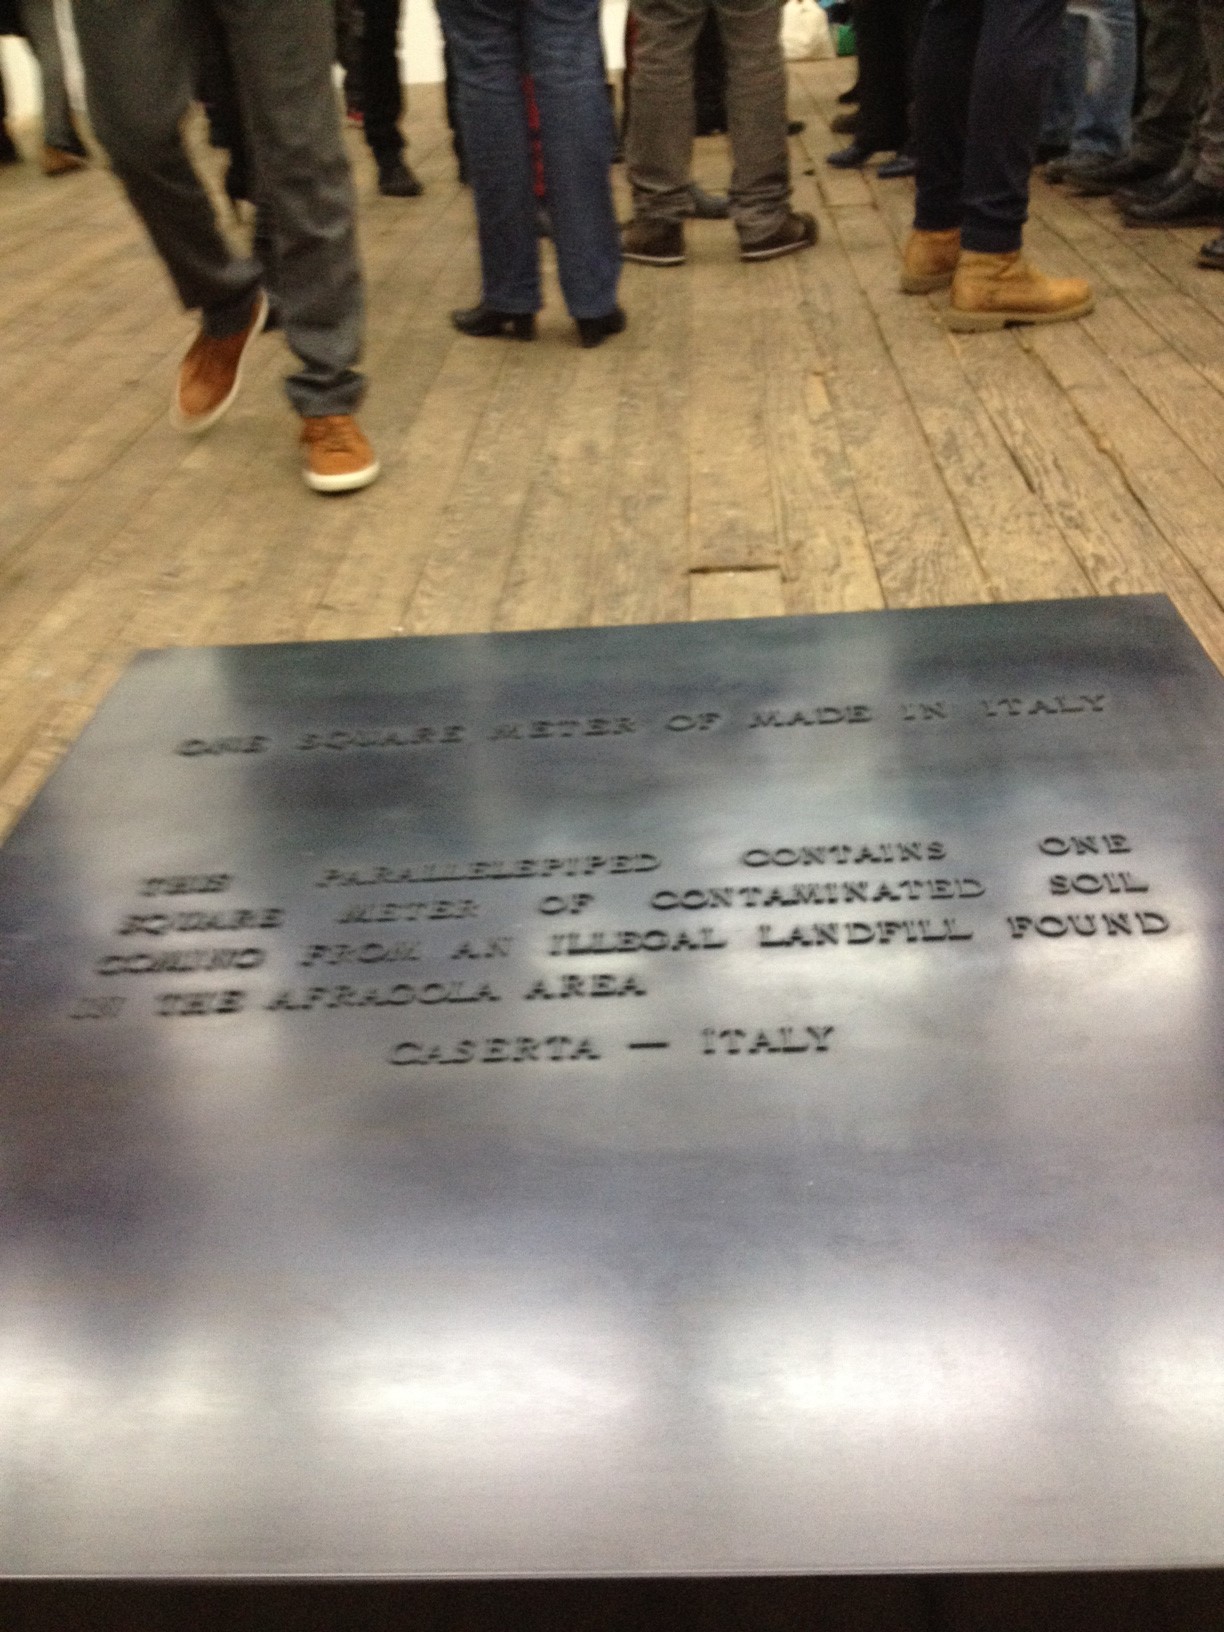 ONE SQUARE METER OF MADE IN ITALY
THIS PARALLELEPIPED CONTAINS ONE
SQUARE METER OF CONTAMINATED SOIL
COMING FROM AN ILLEGAL LANDFILL FOUND
IN THE AFRAGOLA AREA
CASERTA — ITALY